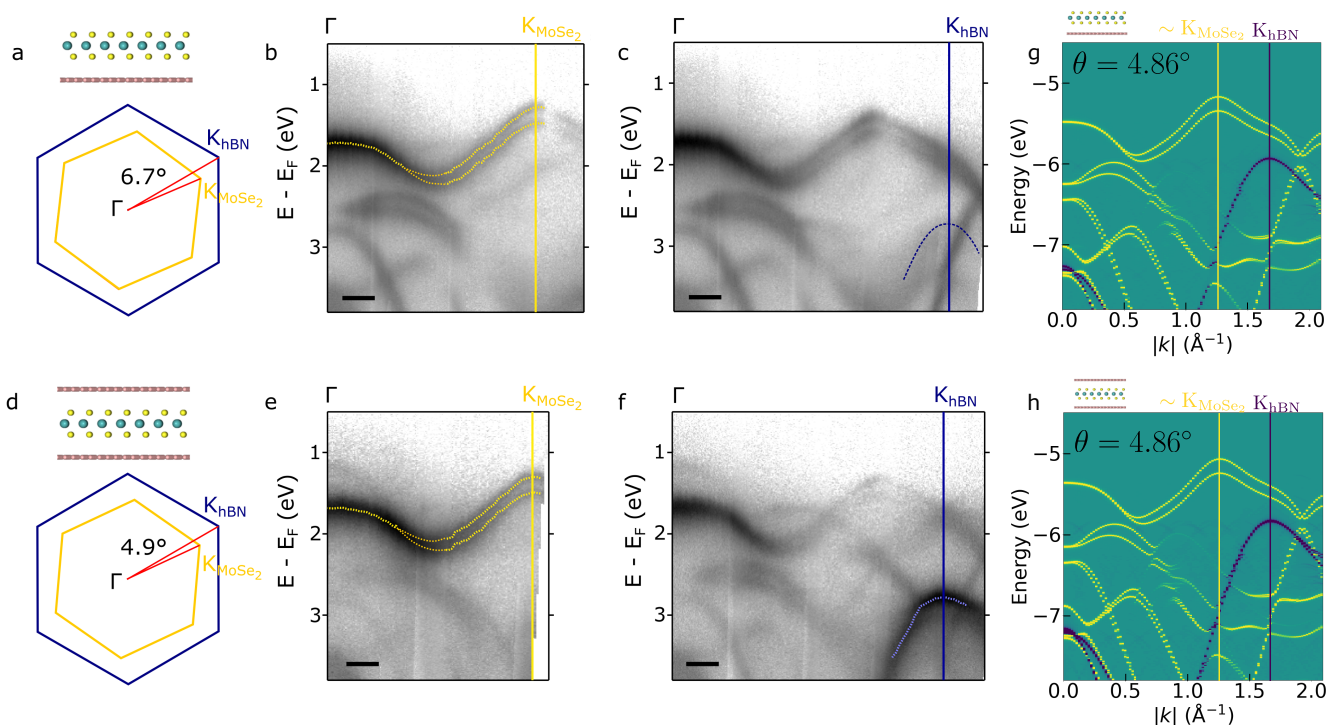 a
K_hBN
6.7°
Γ
K_MoSe₂
b
Γ
K_MoSe₂
E - E_F (eV)
1
2
3
c
Γ
K_hBN
E - E_F (eV)
1
2
3
g
~ K_MoSe₂ K_hBN
θ = 4.86°
Energy (eV)
−5
−6
−7
0.0 0.5 1.0 1.5 2.0
|k| (Å⁻¹)
d
K_hBN
4.9°
Γ
K_MoSe₂
e
Γ
K_MoSe₂
E - E_F (eV)
1
2
3
f
Γ
K_hBN
E - E_F (eV)
1
2
3
h
~ K_MoSe₂ K_hBN
θ = 4.86°
Energy (eV)
−5
−6
−7
0.0 0.5 1.0 1.5 2.0
|k| (Å⁻¹)